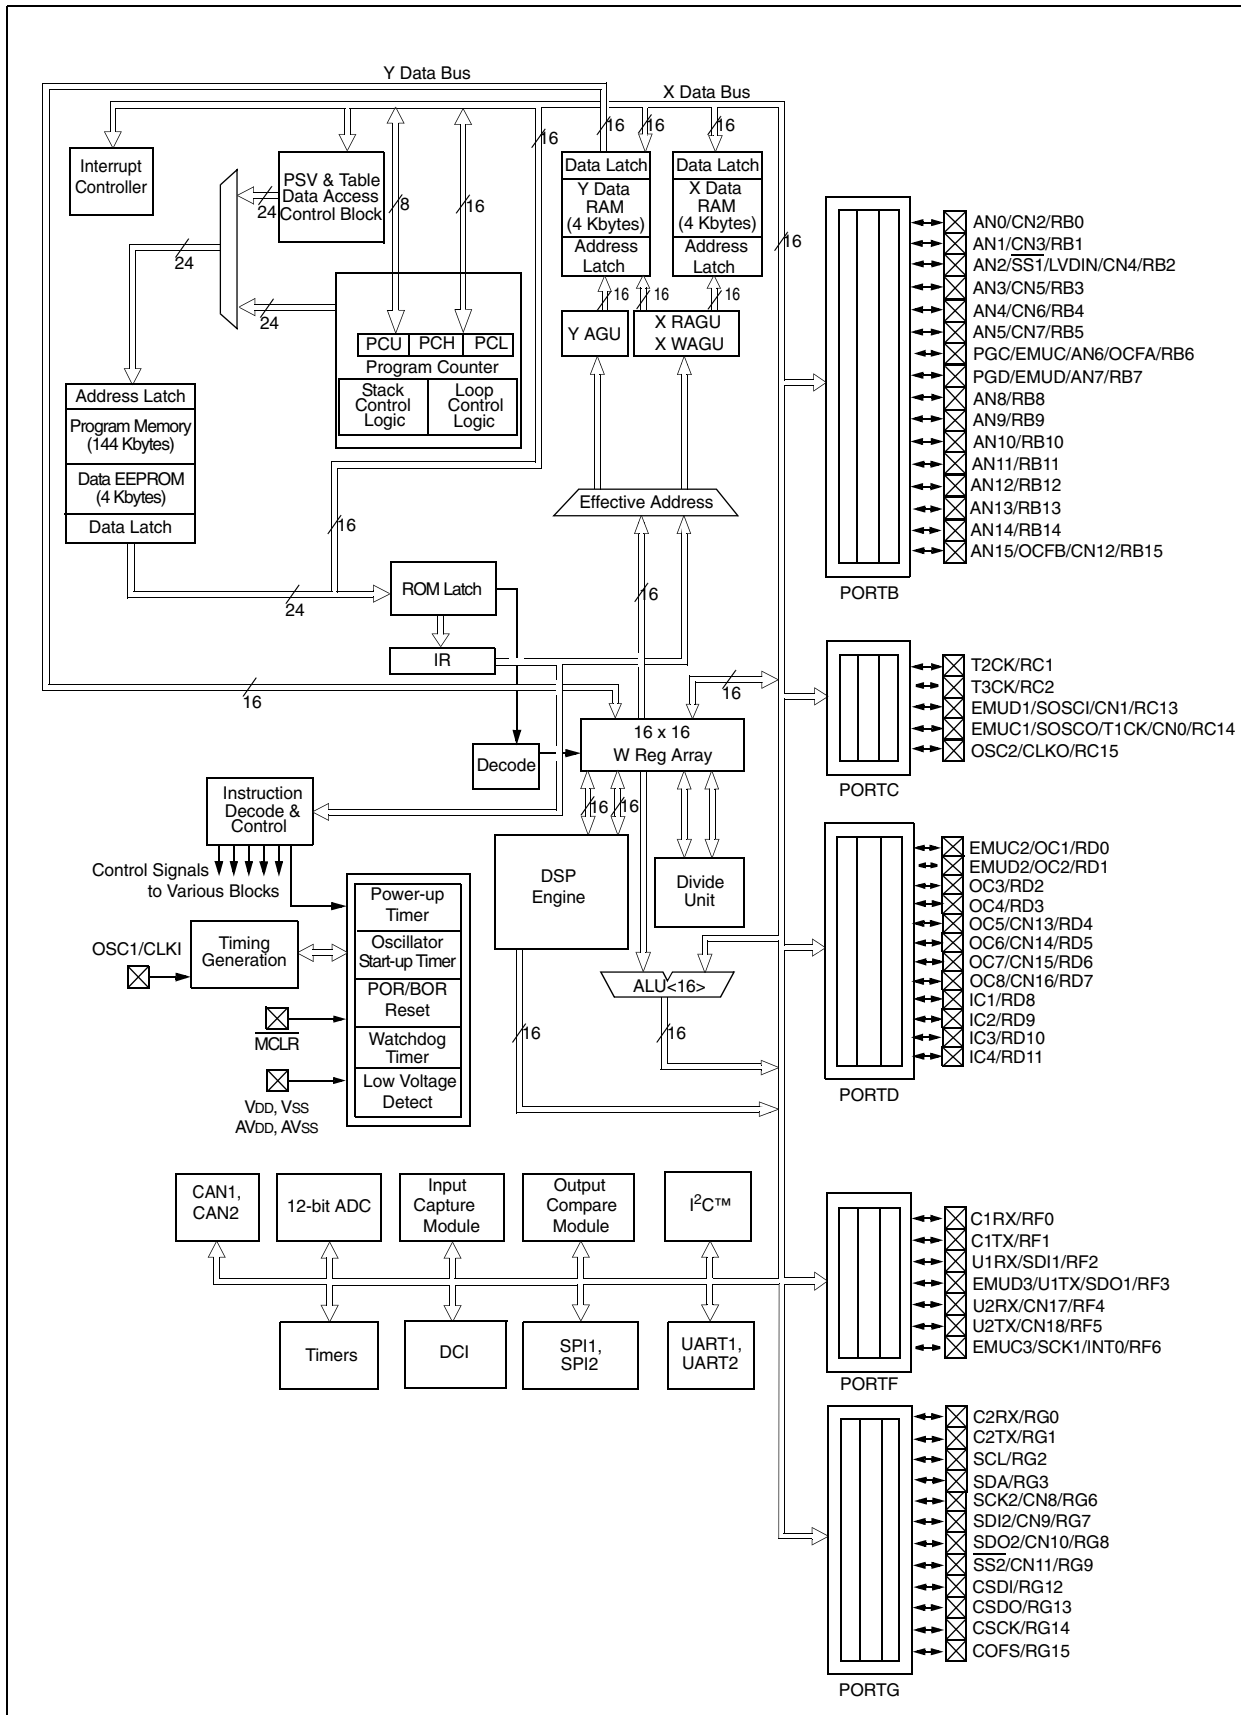 Y Data Bus
X Data Bus
16
16
16
16
Interrupt
Controller
PSV & Table
Data Access
Control Block
24
8
16
24
24
Data Latch
Y Data
RAM
(4 Kbytes)
Address
Latch
Data Latch
X Data
RAM
(4 Kbytes)
Address
Latch
16
16
16
16
Y AGU
X RAGU
X WAGU
PCU
PCH
PCL
Program Counter
Stack
Control
Logic
Loop
Control
Logic
Address Latch
Program Memory
(144 Kbytes)
Data EEPROM
(4 Kbytes)
Data Latch
Effective Address
16
24
ROM Latch
16
IR
16
16
16 x 16
W Reg Array
Decode
Instruction
Decode &
Control
16
16
Control Signals
to Various Blocks
DSP
Engine
Divide
Unit
Power-up
Timer
Oscillator
Start-up Timer
POR/BOR
Reset
Watchdog
Timer
Low Voltage
Detect
OSC1/CLKI
Timing
Generation
MCLR
VDD, VSS
AVDD, AVSS
ALU<16>
16
16
CAN1,
CAN2
12-bit ADC
Input
Capture
Module
Output
Compare
Module
I²C™
Timers
DCI
SPI1,
SPI2
UART1,
UART2
AN0/CN2/RB0
AN1/CN3/RB1
AN2/SS1/LVDIN/CN4/RB2
AN3/CN5/RB3
AN4/CN6/RB4
AN5/CN7/RB5
PGC/EMUC/AN6/OCFA/RB6
PGD/EMUD/AN7/RB7
AN8/RB8
AN9/RB9
AN10/RB10
AN11/RB11
AN12/RB12
AN13/RB13
AN14/RB14
AN15/OCFB/CN12/RB15
PORTB
T2CK/RC1
T3CK/RC2
EMUD1/SOSCI/CN1/RC13
EMUC1/SOSCO/T1CK/CN0/RC14
OSC2/CLKO/RC15
PORTC
EMUC2/OC1/RD0
EMUD2/OC2/RD1
OC3/RD2
OC4/RD3
OC5/CN13/RD4
OC6/CN14/RD5
OC7/CN15/RD6
OC8/CN16/RD7
IC1/RD8
IC2/RD9
IC3/RD10
IC4/RD11
PORTD
C1RX/RF0
C1TX/RF1
U1RX/SDI1/RF2
EMUD3/U1TX/SDO1/RF3
U2RX/CN17/RF4
U2TX/CN18/RF5
EMUC3/SCK1/INT0/RF6
PORTF
C2RX/RG0
C2TX/RG1
SCL/RG2
SDA/RG3
SCK2/CN8/RG6
SDI2/CN9/RG7
SDO2/CN10/RG8
SS2/CN11/RG9
CSDI/RG12
CSDO/RG13
CSCK/RG14
COFS/RG15
PORTG